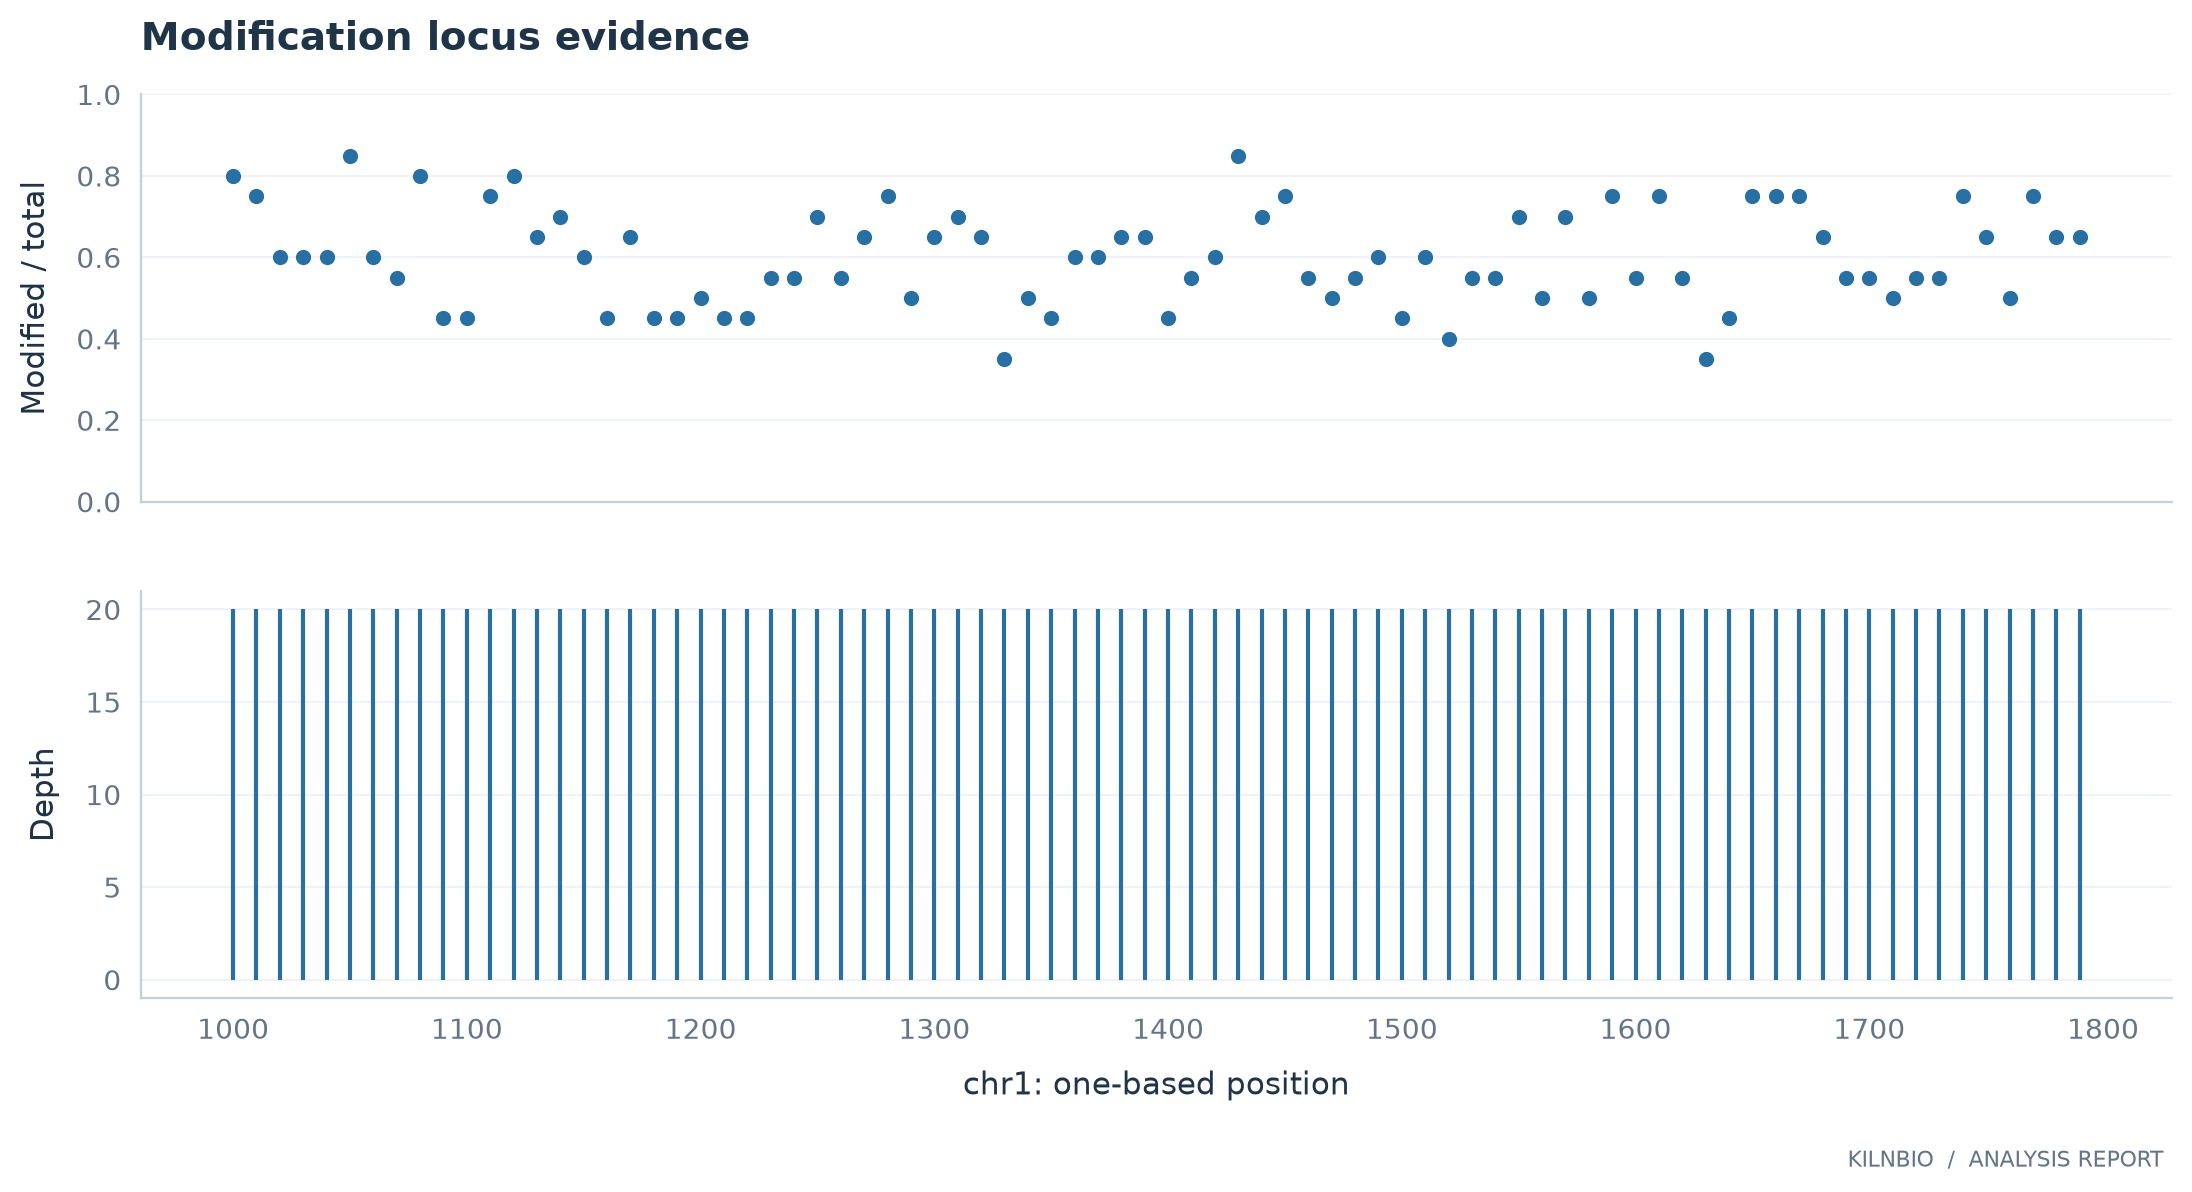 Modification locus evidence
Modified / total
1.0
0.8
0.6
0.4
0.2
0.0
Depth
20
15
10
5
0
1000 1100 1200 1300 1400 1500 1600 1700 1800
chr1: one-based position
KILNBIO / ANALYSIS REPORT